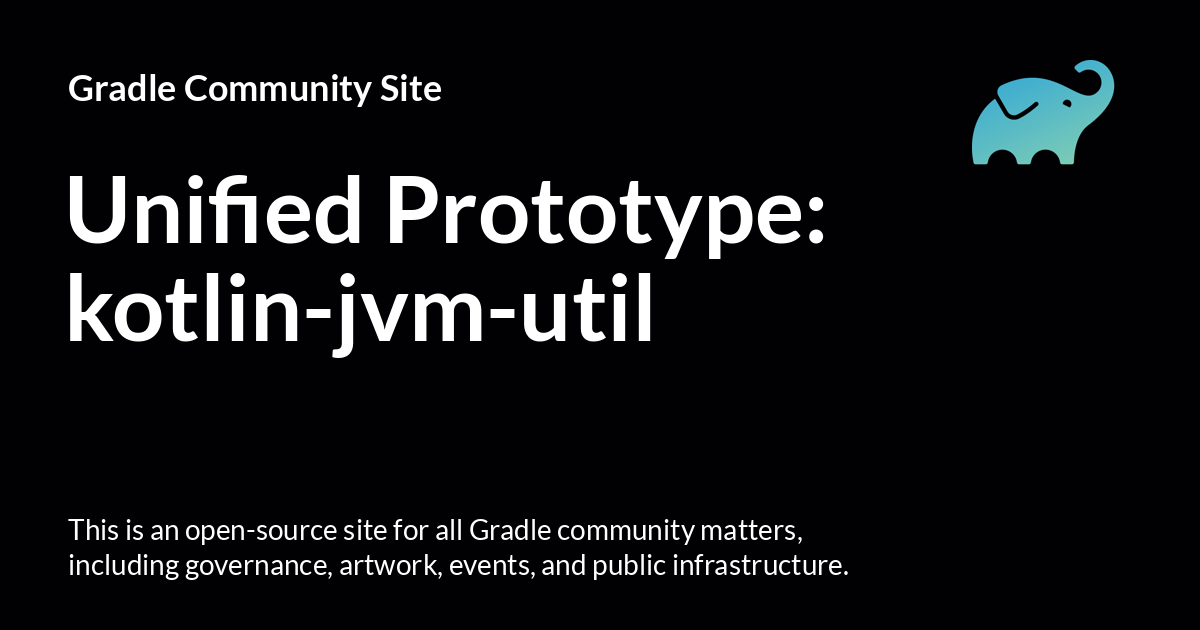 Gradle Community Site
Unified Prototype:
kotlin-jvm-util
This is an open-source site for all Gradle community matters,
including governance, artwork, events, and public infrastructure.